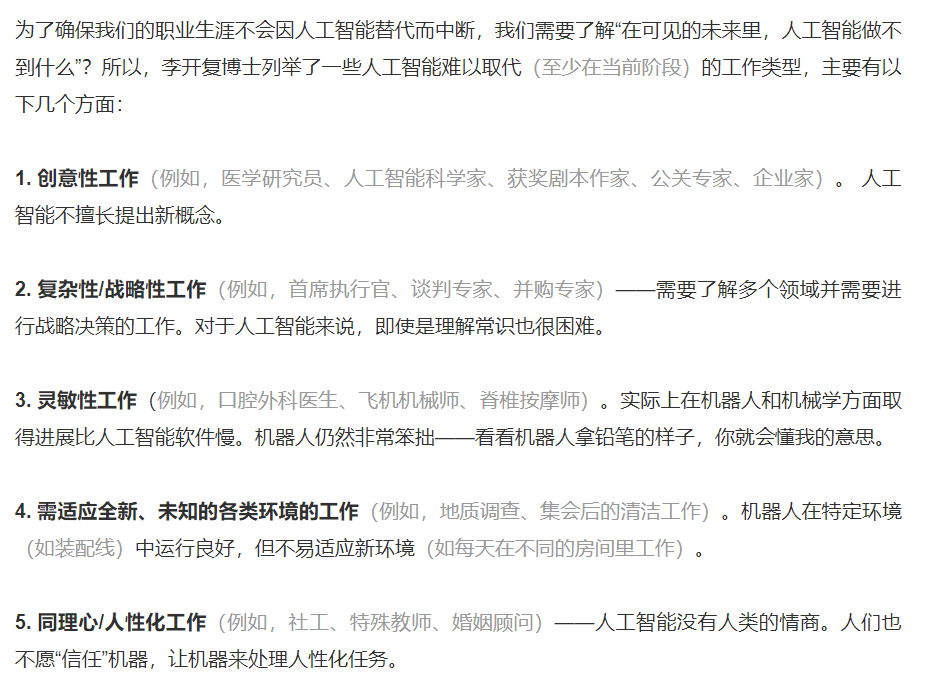 为了确保我们的职业生涯不会因人工智能替代而中断，我们需要了解“在可见的未来里，人工智能做不
到什么”？所以，李开复博士列举了一些人工智能难以取代（至少在当前阶段）的工作类型，主要有以
下几个方面：
1. 创意性工作（例如，医学研究员、人工智能科学家、获奖剧本作家、公关专家、企业家）。 人工
智能不擅长提出新概念。
2. 复杂性/战略性工作（例如，首席执行官、谈判专家、并购专家）——需要了解多个领域并需要进
行战略决策的工作。对于人工智能来说，即使是理解常识也很困难。
3. 灵敏性工作（例如，口腔外科医生、飞机机械师、脊椎按摩师）。实际上在机器人和机械学方面取
得进展比人工智能软件慢。机器人仍然非常笨拙——看看机器人拿铅笔的样子，你就会懂我的意思。
4. 需适应全新、未知的各类环境的工作（例如，地质调查、集会后的清洁工作）。机器人在特定环境
（如装配线）中运行良好，但不易适应新环境（如每天在不同的房间里工作）。
5. 同理心/人性化工作（例如，社工、特殊教师、婚姻顾问）——人工智能没有人类的情商。人们也
不愿“信任”机器，让机器来处理人性化任务。